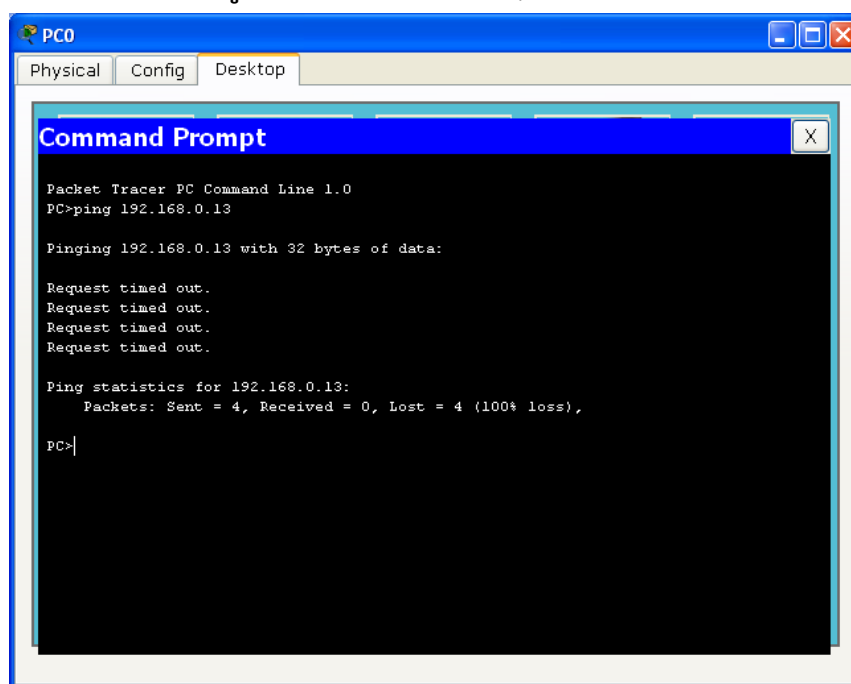 PC0
Physical Config Desktop
Command Prompt X
Packet Tracer PC Command Line 1.0
PC>ping 192.168.0.13
Pinging 192.168.0.13 with 32 bytes of data:
Request timed out.
Request timed out.
Request timed out.
Request timed out.
Ping statistics for 192.168.0.13:
Packets: Sent = 4, Received = 0, Lost = 4 (100% loss),
PC>